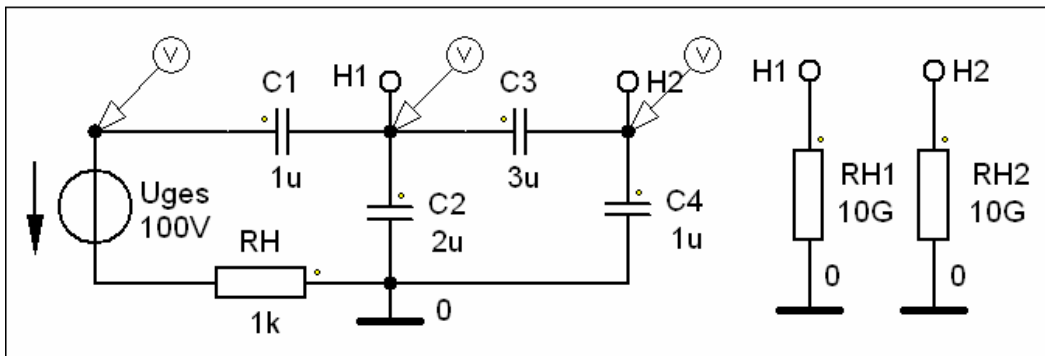 V
V
V
C1
1u
H1
C3
3u
H2
Uges
100V
RH
1k
C2
2u
C4
1u
0
H1
RH1
10G
0
H2
RH2
10G
0